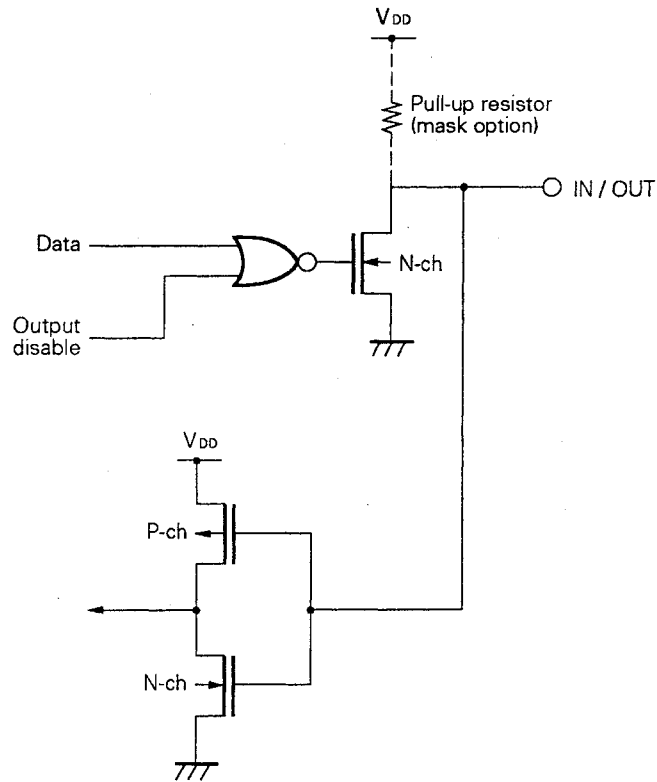 VDD
Pull-up resistor
(mask option)
IN / OUT
Data
N-ch
Output
disable
VDD
P-ch
N-ch